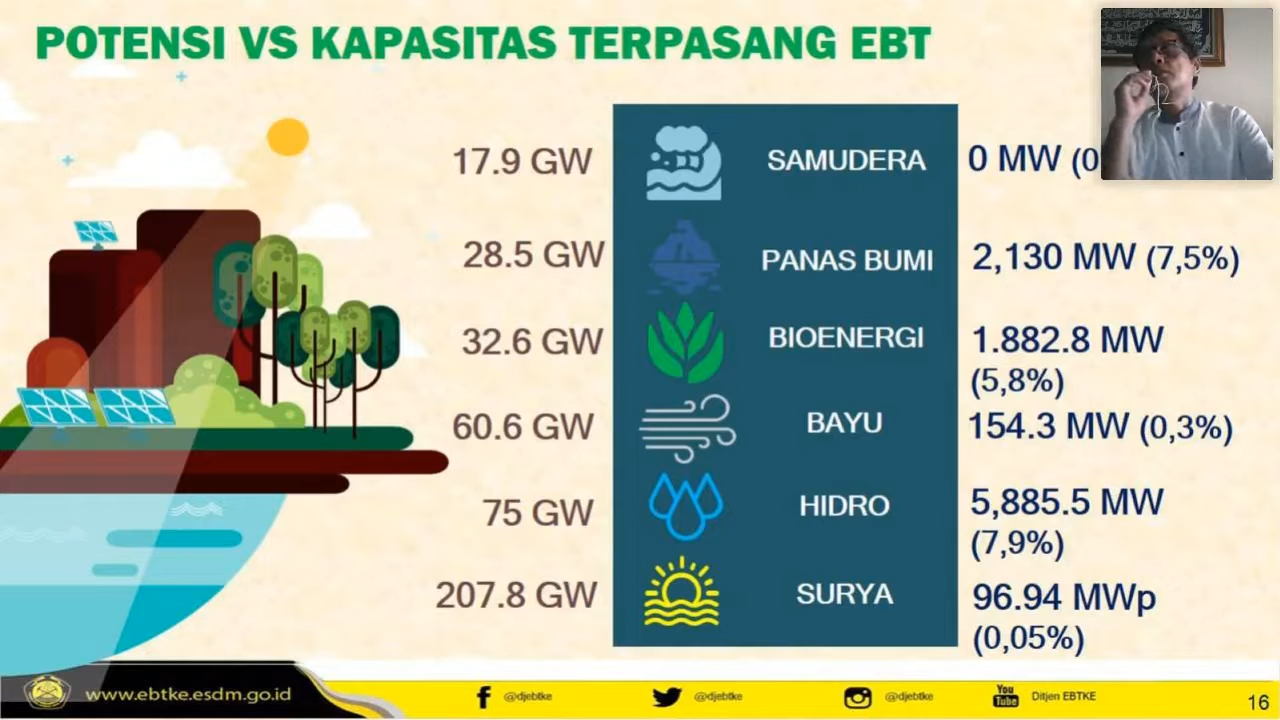 POTENSI VS KAPASITAS TERPASANG EBT
17.9 GW SAMUDERA 0 MW (0
28.5 GW PANAS BUMI 2,130 MW (7,5%)
32.6 GW BIOENERGI 1.882.8 MW
(5,8%)
60.6 GW BAYU 154.3 MW (0,3%)
75 GW HIDRO 5,885.5 MW
(7,9%)
207.8 GW SURYA 96.94 MWp
(0,05%)
www.ebtke.esdm.go.id @djebtke @djebtke @djebtke You Tube Ditjen EBTKE 16